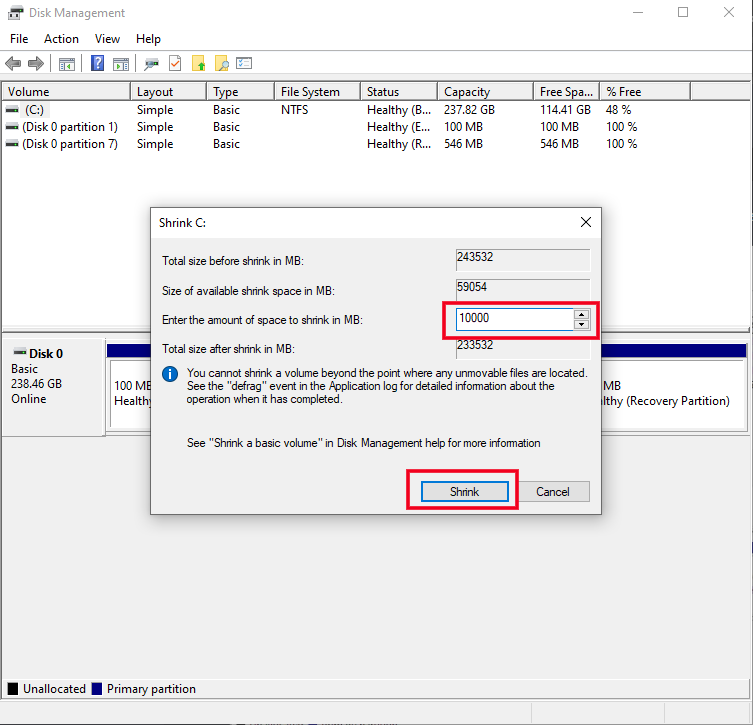 Disk Management
File Action View Help
Volume Layout Type File System Status Capacity Free Spa... % Free
(C:) Simple Basic NTFS Healthy (B... 237.82 GB 114.41 GB 48 %
(Disk 0 partition 1) Simple Basic Healthy (E... 100 MB 100 MB 100 %
(Disk 0 partition 7) Simple Basic Healthy (R... 546 MB 546 MB 100 %
Shrink C:
Total size before shrink in MB: 243532
Size of available shrink space in MB: 59054
Enter the amount of space to shrink in MB: 10000
Total size after shrink in MB: 233532
You cannot shrink a volume beyond the point where any unmovable files are located.
See the "defrag" event in the Application log for detailed information about the
operation when it has completed.
See "Shrink a basic volume" in Disk Management help for more information
Shrink Cancel
Disk 0
Basic
238.46 GB
Online
100 MB
Healthy
MB
lthy (Recovery Partition)
Unallocated Primary partition